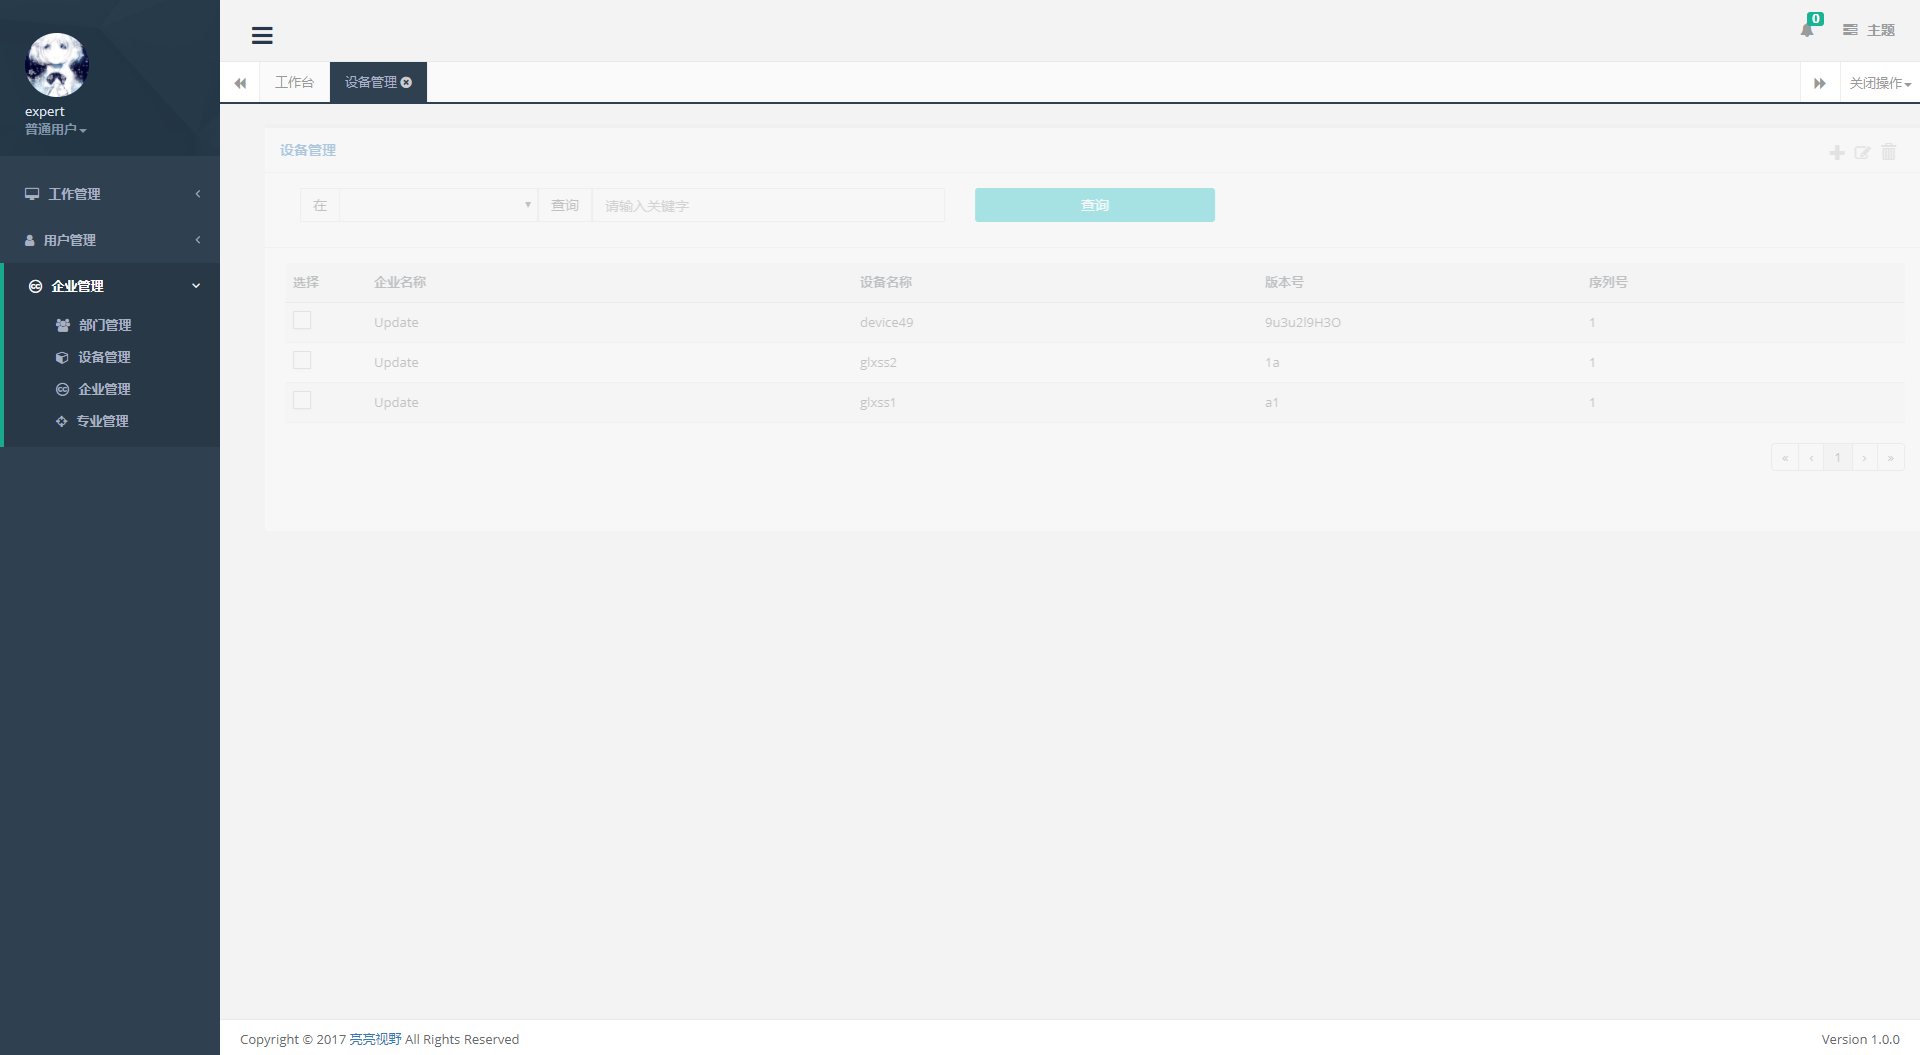 expert
普通用户
工作管理
用户管理
企业管理
部门管理
设备管理
企业管理
专业管理
0
主题
工作台
设备管理
关闭操作
设备管理
在 查询 请输入关键字 查询
选择 企业名称 设备名称 版本号 序列号
Update device49 9u3u2l9H3O 1
Update glxss2 1a 1
Update glxss1 a1 1
« ‹ 1 › »
Copyright © 2017 亮亮视野 All Rights Reserved
Version 1.0.0